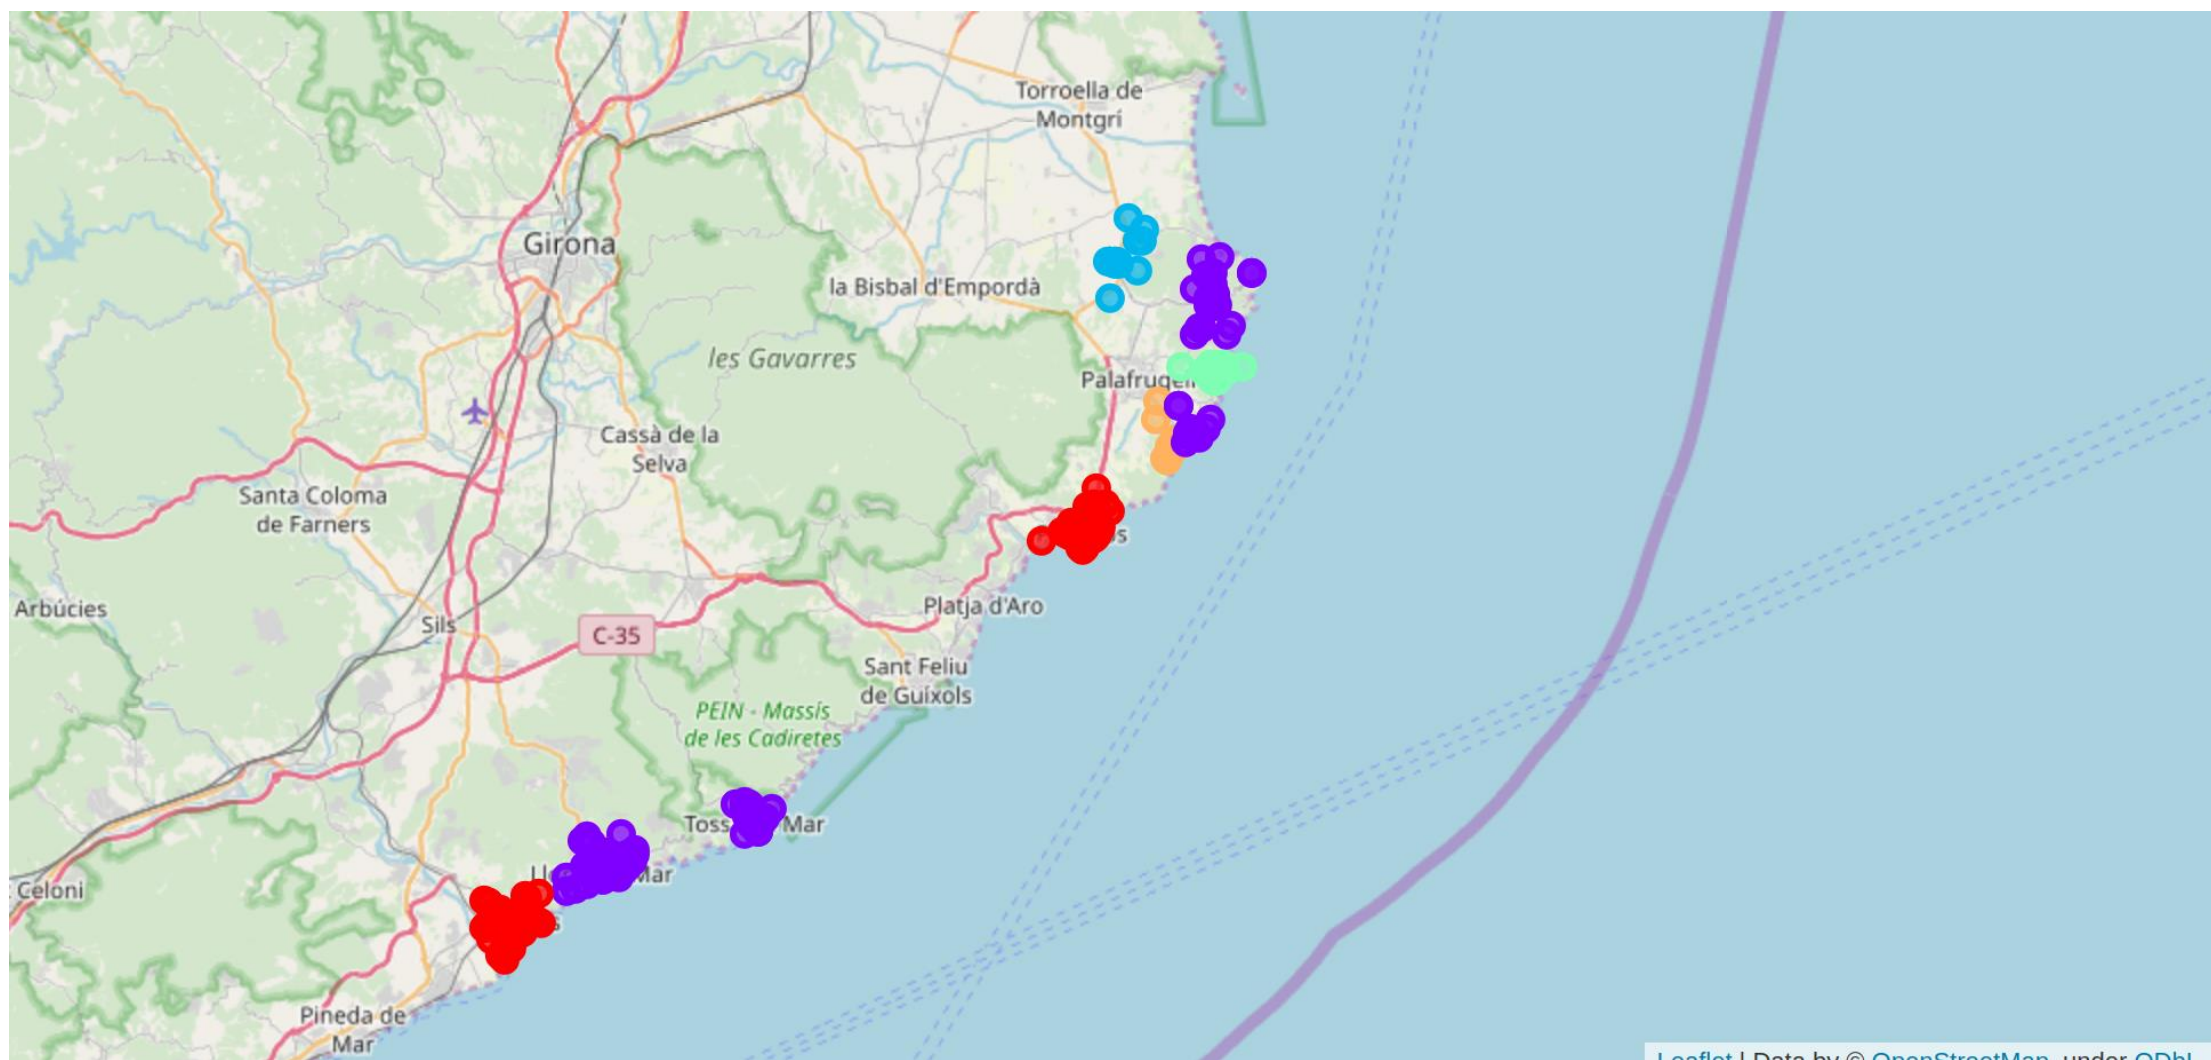 Torroella de
Montgrí
Girona
la Bisbal d'Empordà
les Gavarres
Cassà de la
Selva
Santa Coloma
de Farners
Arbúcies
Sils
C-35
Platja d'Aro
Sant Feliu
de Guíxols
PEIN - Massís
de les Cadiretes
Mar
Mar
Celoni
Pineda de
Mar
Leaflet | Data by © OpenStreetMap, under ODbL